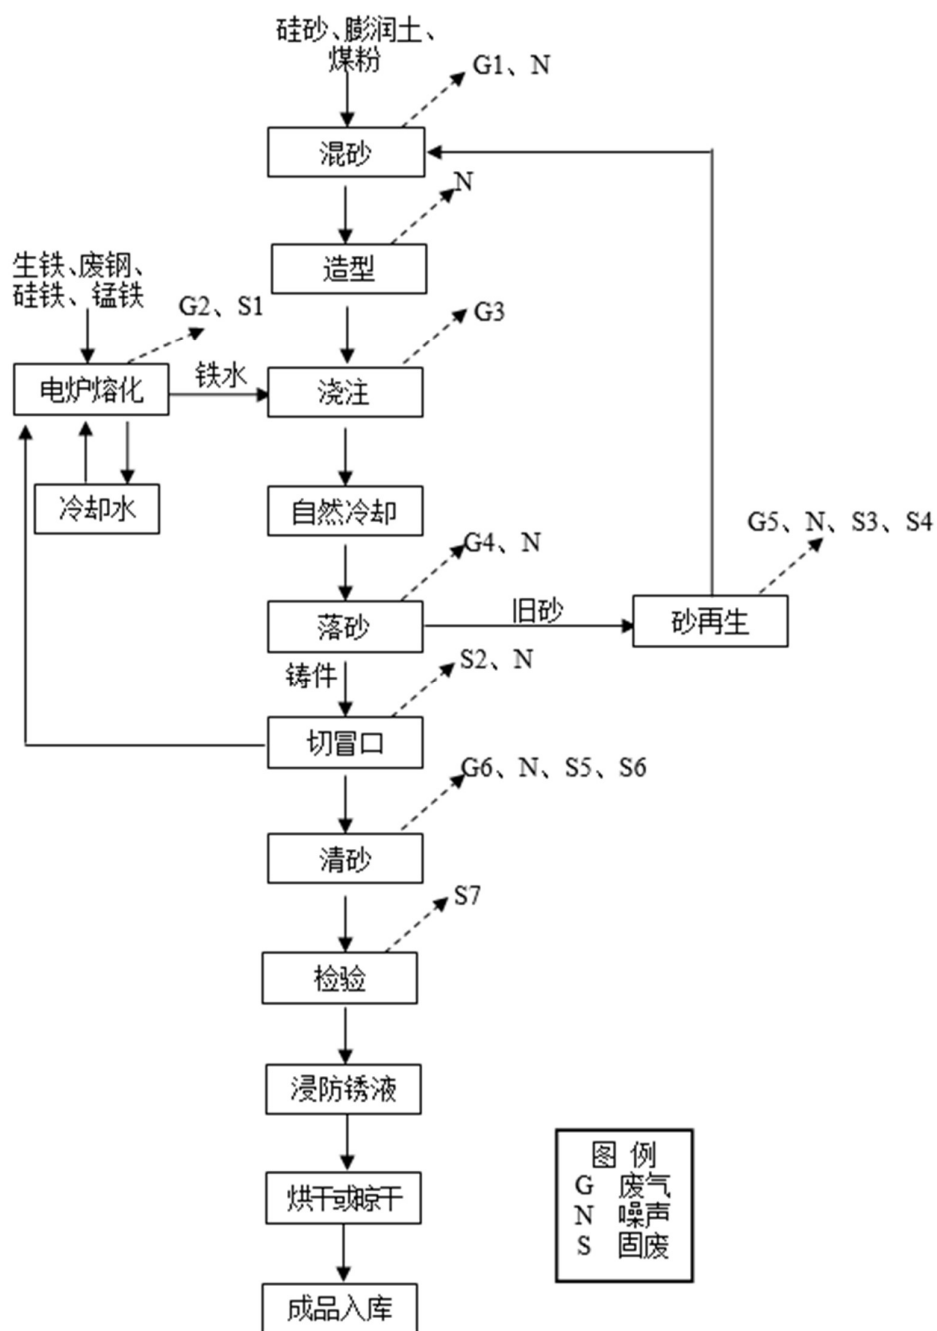 硅砂、膨润土、
煤粉
G1、N
混砂
N
造型
生铁、废钢、
硅铁、锰铁
G2、S1
G3
电炉熔化
铁水
浇注
冷却水
自然冷却
G5、N、S3、S4
G4、N
落砂
旧砂
砂再生
铸件
S2、N
切冒口
G6、N、S5、S6
清砂
S7
检验
浸防锈液
烘干或晾干
成品入库
图 例
G 废气
N 噪声
S 固废